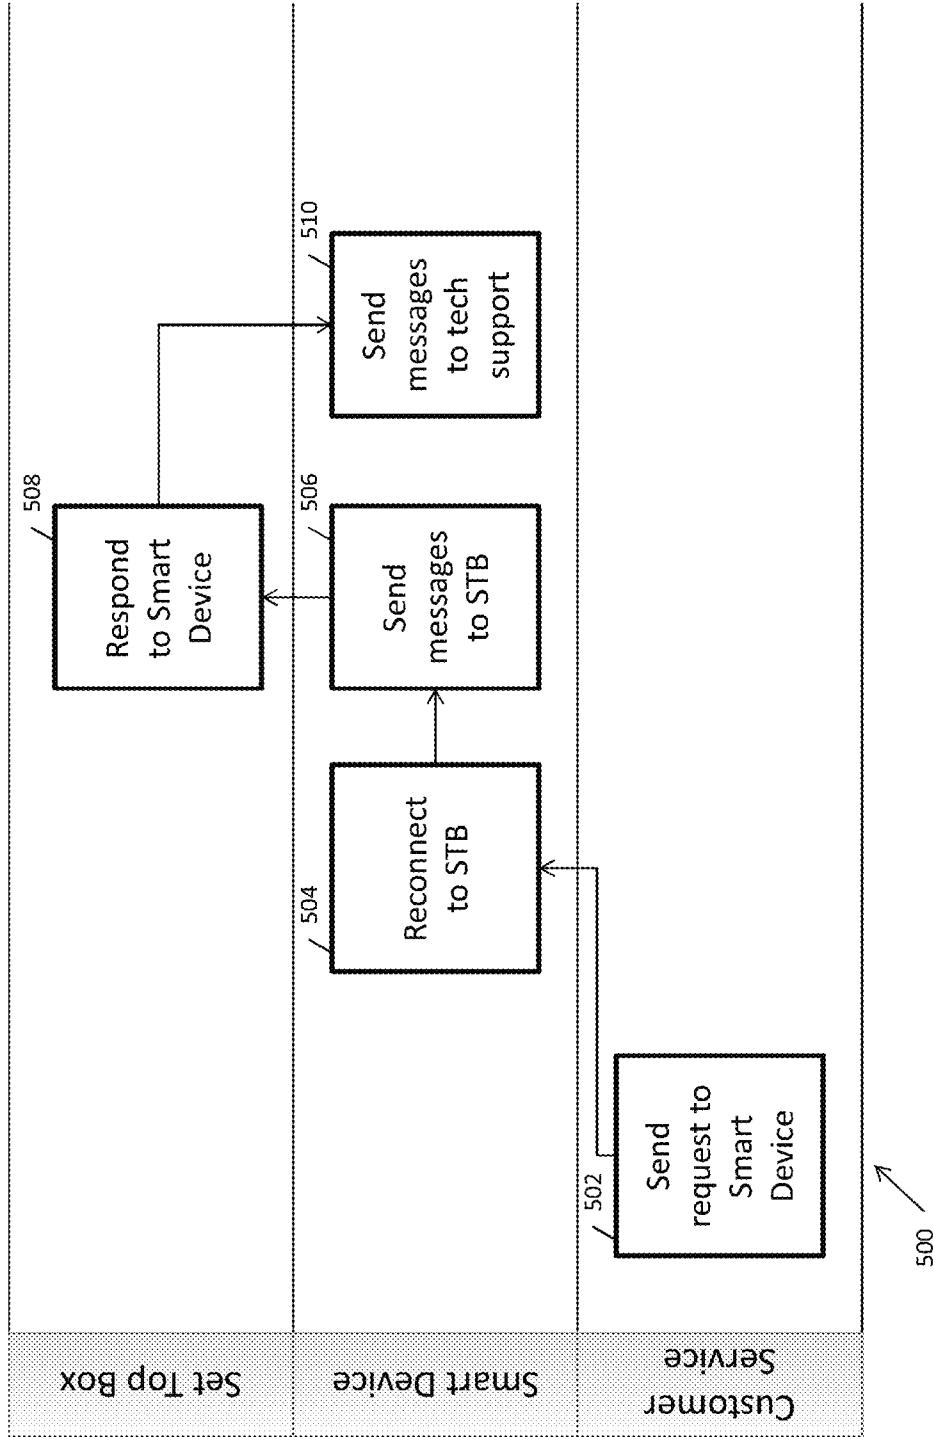 Set Top Box
508
Respond
to Smart
Device
Smart Device
504
Reconnect
to STB
506
Send
messages
to STB
510
Send
messages
to tech
support
Customer
Service
502
Send
request to
Smart
Device
500